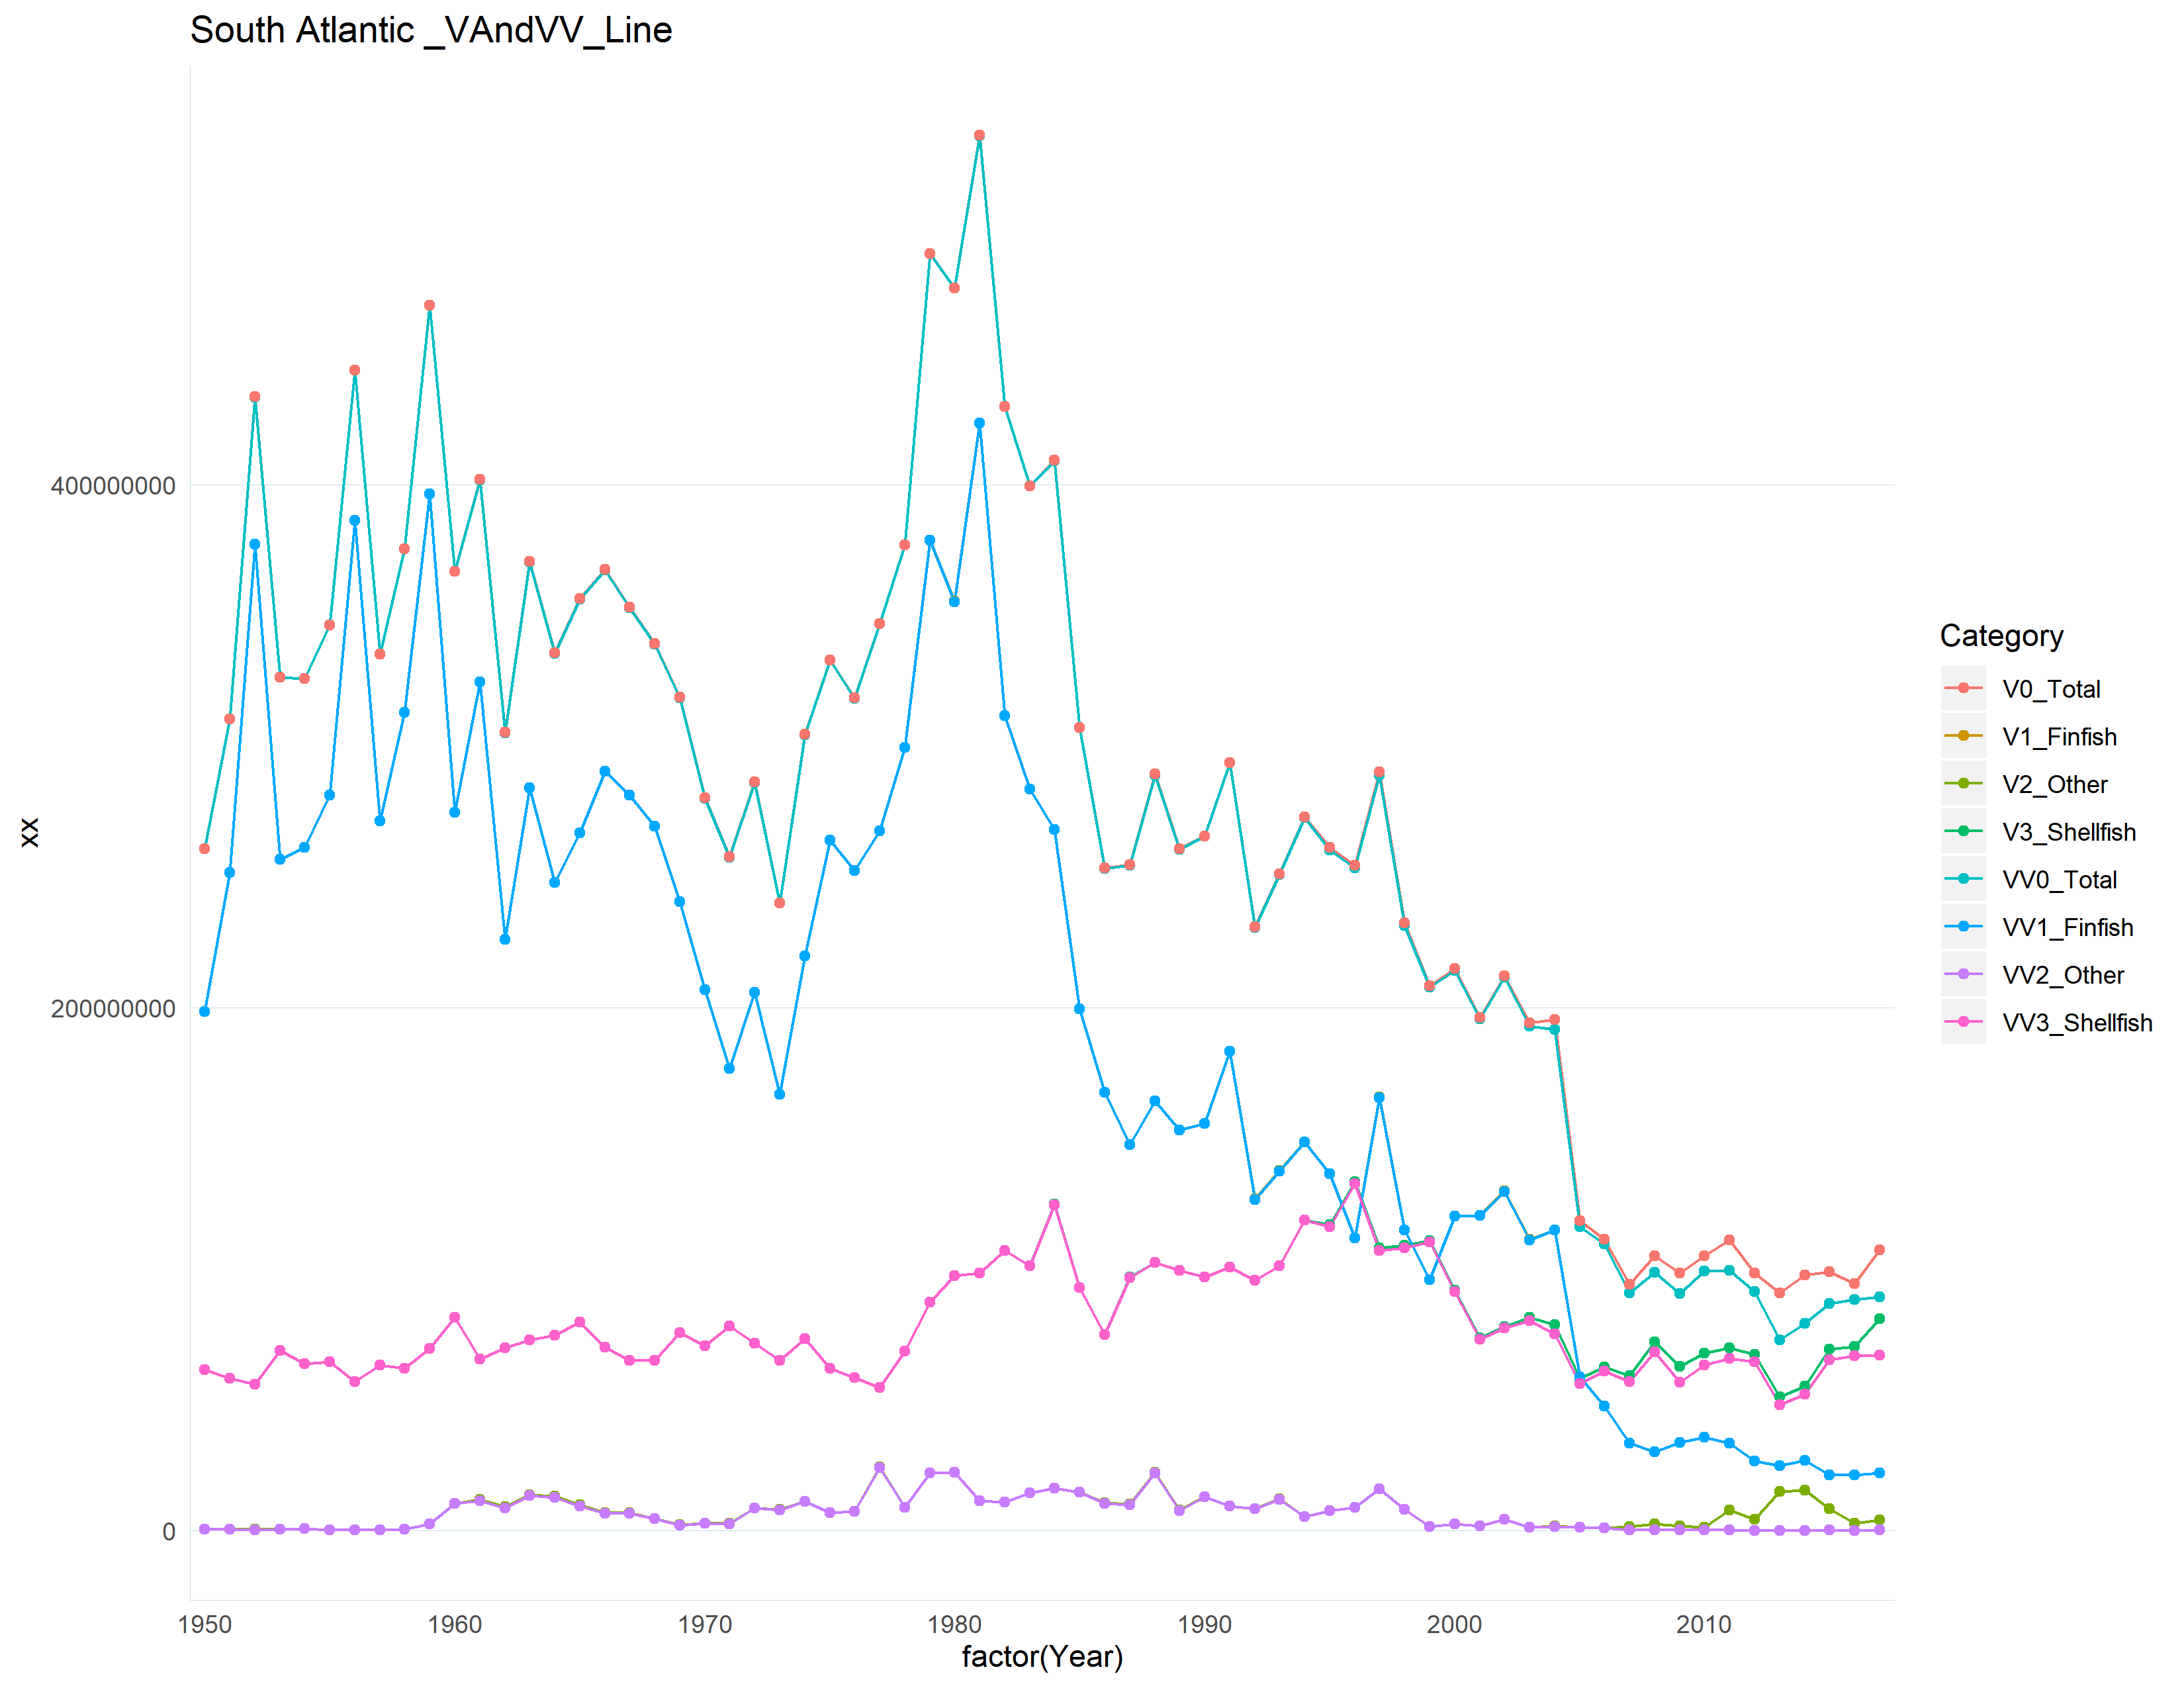 South Atlantic _VAndVV_Line
400000000
200000000
0
xx
1950 1960 1970 1980 1990 2000 2010
factor(Year)
Category
V0_Total
V1_Finfish
V2_Other
V3_Shellfish
VV0_Total
VV1_Finfish
VV2_Other
VV3_Shellfish